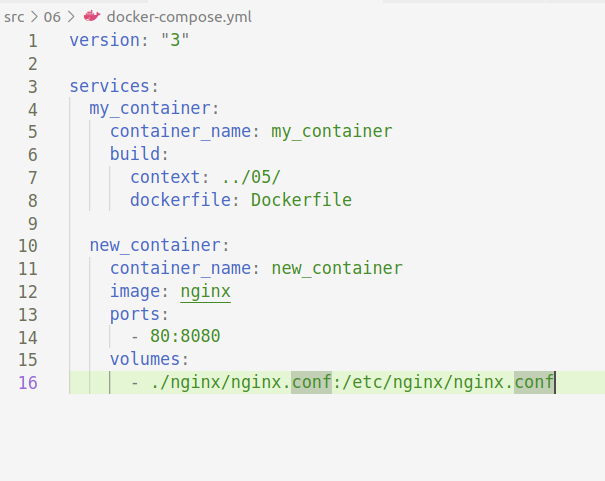 src > 06 > docker-compose.yml
1 version: "3"
2
3 services:
4   my_container:
5     container_name: my_container
6     build:
7       context: ../05/
8       dockerfile: Dockerfile
9
10   new_container:
11     container_name: new_container
12     image: nginx
13     ports:
14       - 80:8080
15     volumes:
16       - ./nginx/nginx.conf:/etc/nginx/nginx.conf